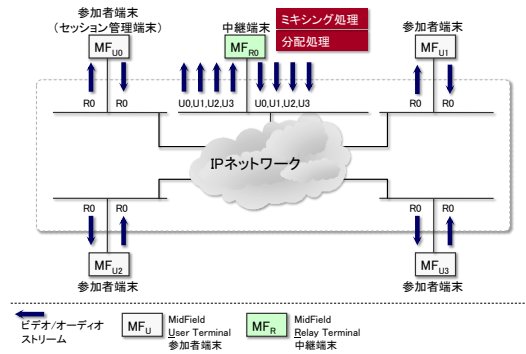 参加者端末
(セッション管理端末)
MFU0
中継端末
MFR0
ミキシング処理
分配処理
参加者端末
MFU1
R0 R0
U0,U1,U2,U3 U0,U1,U2,U3
R0 R0
IPネットワーク
R0 R0
R0 R0
MFU2
参加者端末
MFU3
参加者端末
ビデオ/オーディオ
ストリーム
MFU
MidField
User Terminal
参加者端末
MFR
MidField
Relay Terminal
中継端末